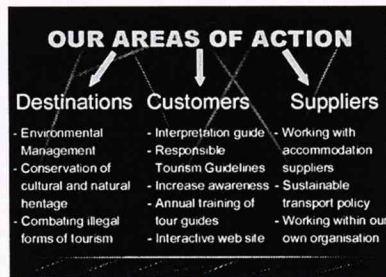 OUR AREAS OF ACTION
Destinations
- Environmental
Management
- Conservation of
cultural and natural
heritage
- Combating illegal
forms of tourism
Customers
- Interpretation guide
- Responsible
Tourism Guidelines
- Increase awareness
- Annual training of
tour guides
- Interactive web site
Suppliers
- Working with
accommodation
suppliers
- Sustainable
transport policy
- Working within our
own organisation